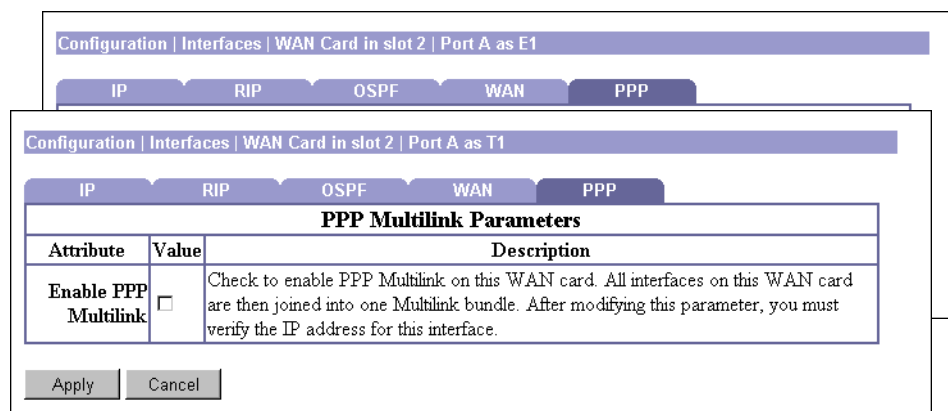 Configuration | Interfaces | WAN Card in slot 2 | Port A as E1
IP RIP OSPF WAN PPP
Configuration | Interfaces | WAN Card in slot 2 | Port A as T1
IP RIP OSPF WAN PPP
PPP Multilink Parameters
Attribute Value Description
Enable PPP Multilink
Check to enable PPP Multilink on this WAN card. All interfaces on this WAN card
are then joined into one Multilink bundle. After modifying this parameter, you must
verify the IP address for this interface.
Apply Cancel